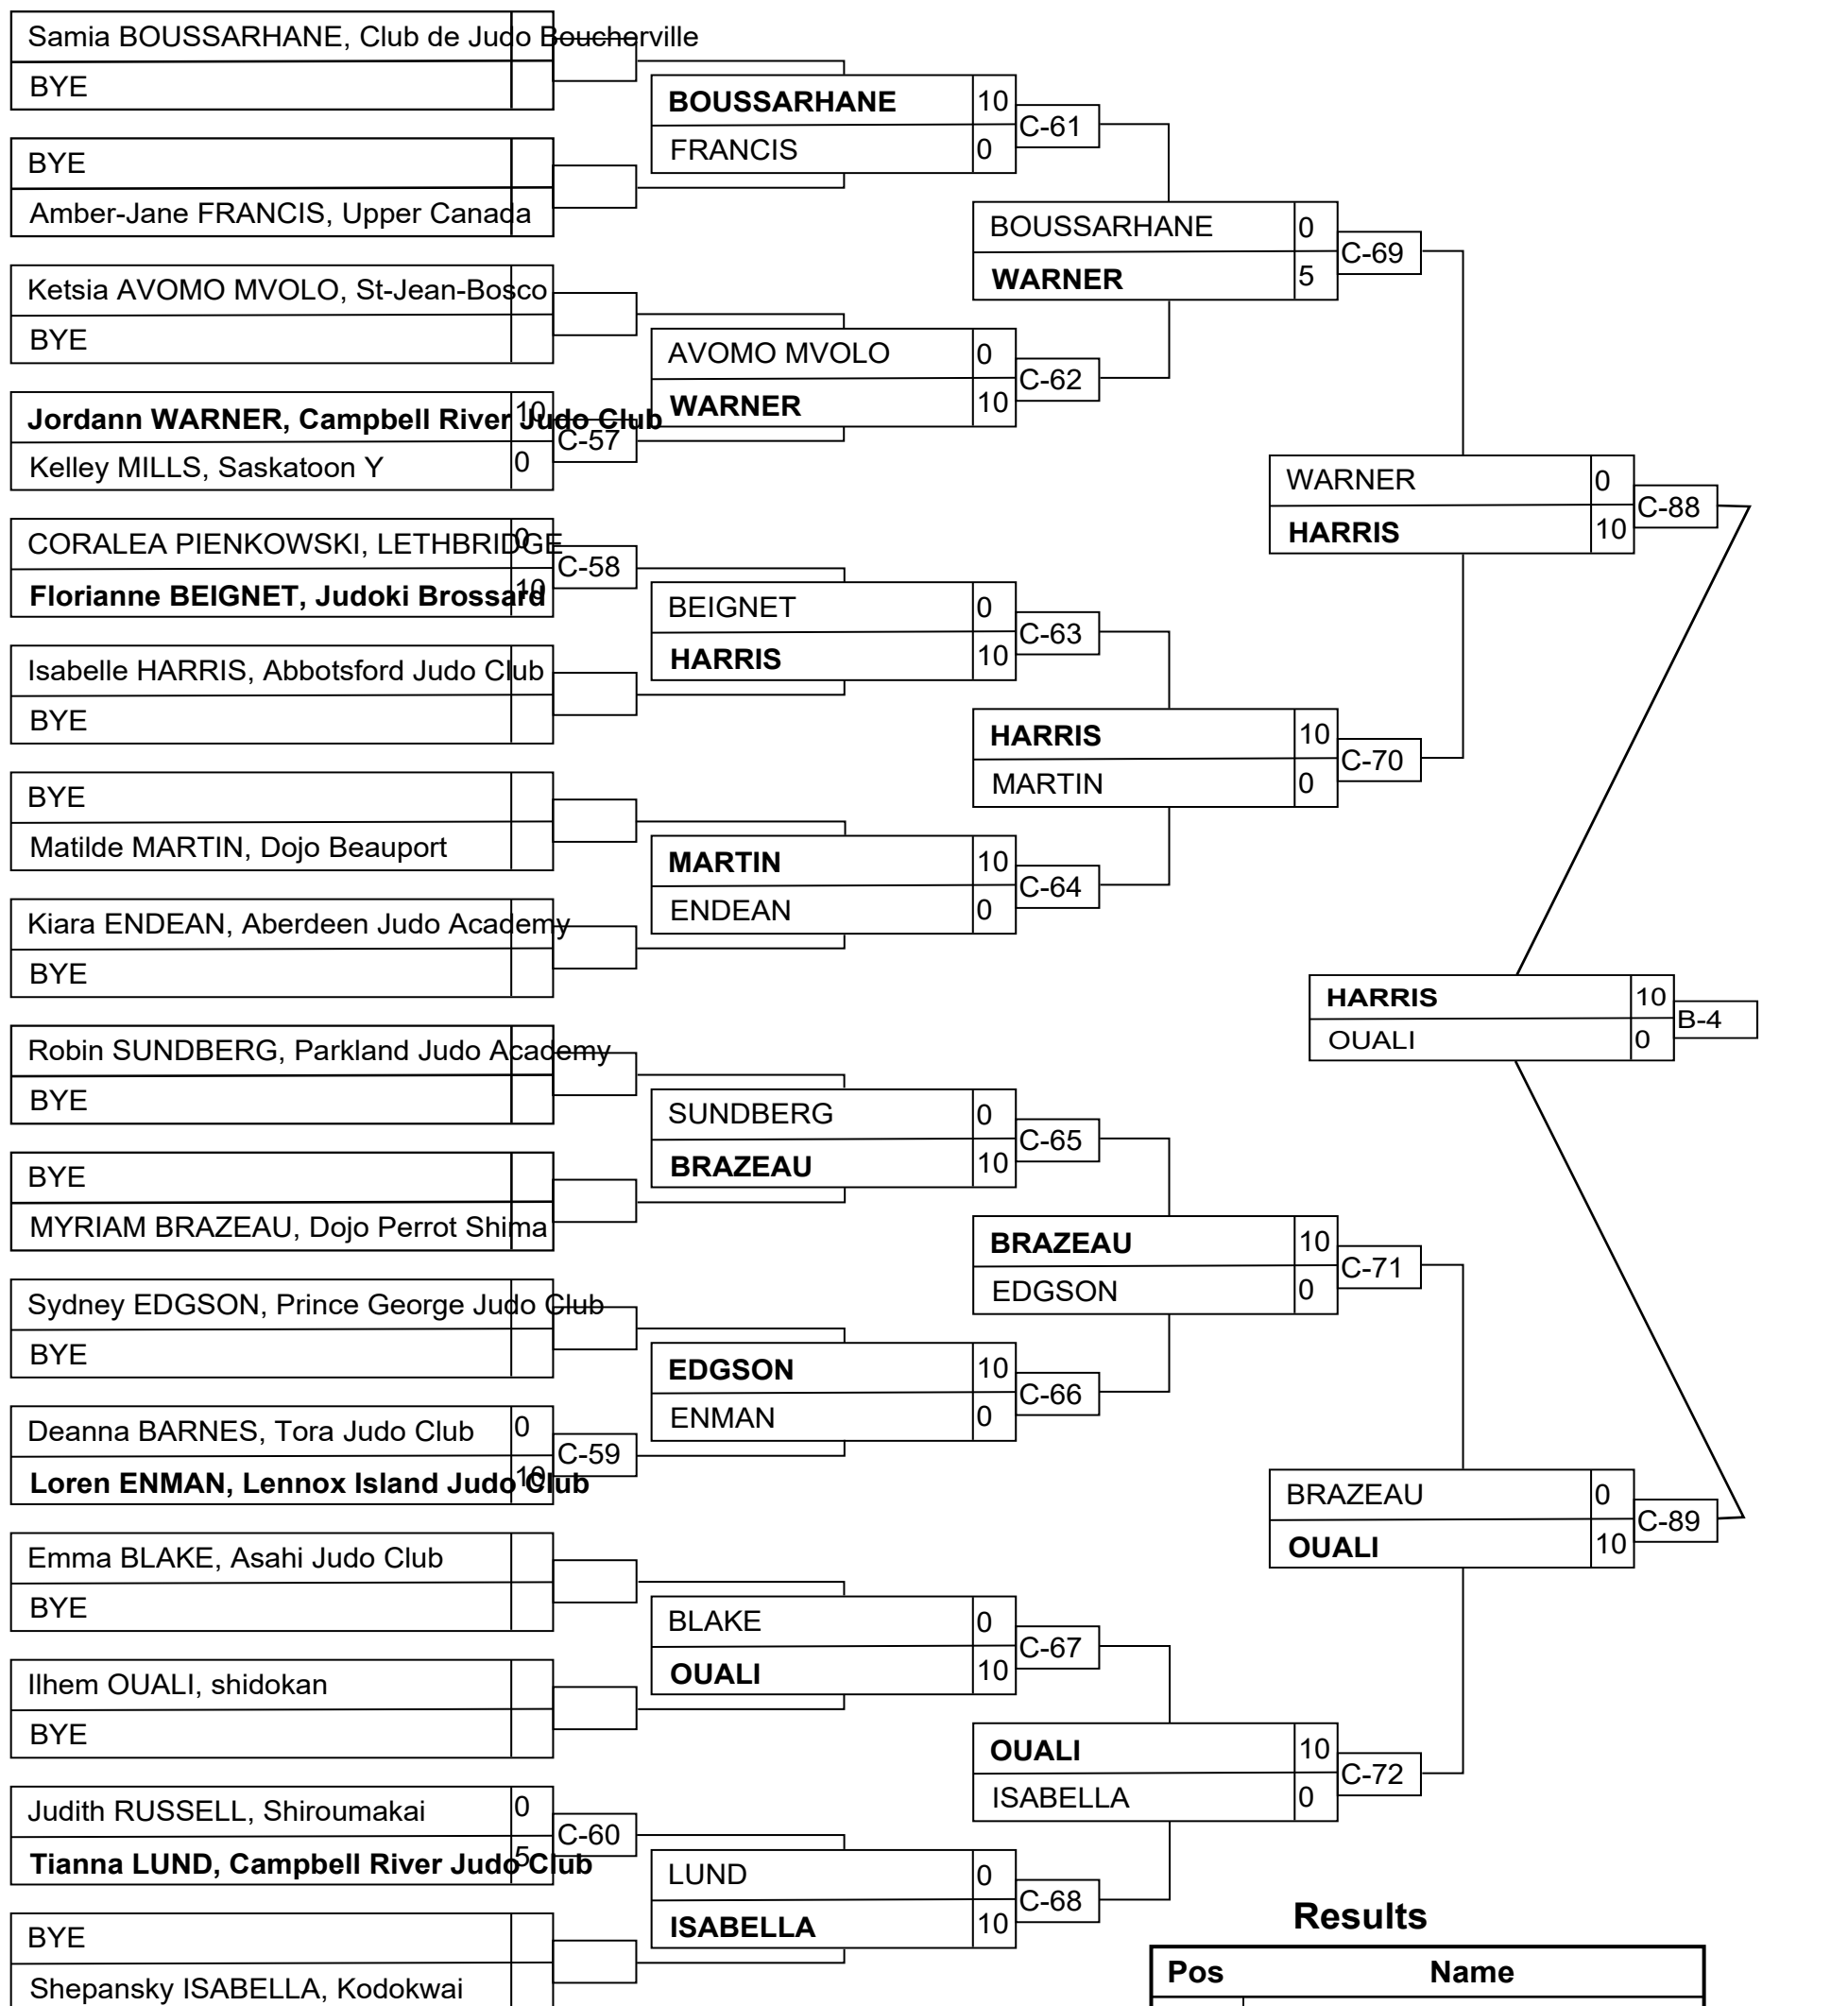 Samia BOUSSARHANE, Club de Judo Boucherville
BYE
BYE
Amber-Jane FRANCIS, Upper Canada
Ketsia AVOMO MVOLO, St-Jean-Bosco
BYE
Jordann WARNER, Campbell River Judo Club 10
Kelley MILLS, Saskatoon Y 0
C-57
CORALEA PIENKOWSKI, LETHBRIDGE 0
Florianne BEIGNET, Judoki Brossard 10
C-58
Isabelle HARRIS, Abbotsford Judo Club
BYE
BYE
Matilde MARTIN, Dojo Beauport
Kiara ENDEAN, Aberdeen Judo Academy
BYE
Robin SUNDBERG, Parkland Judo Academy
BYE
BYE
MYRIAM BRAZEAU, Dojo Perrot Shima
Sydney EDGSON, Prince George Judo Club
BYE
Deanna BARNES, Tora Judo Club 0
Loren ENMAN, Lennox Island Judo Club 10
C-59
Emma BLAKE, Asahi Judo Club
BYE
Ilhem OUALI, shidokan
BYE
Judith RUSSELL, Shiroumakai 0
Tianna LUND, Campbell River Judo Club 5
C-60
BYE
Shepansky ISABELLA, Kodokwai
BOUSSARHANE 10
FRANCIS 0
C-61
AVOMO MVOLO 0
WARNER 10
C-62
BEIGNET 0
HARRIS 10
C-63
MARTIN 10
ENDEAN 0
C-64
SUNDBERG 0
BRAZEAU 10
C-65
EDGSON 10
ENMAN 0
C-66
BLAKE 0
OUALI 10
C-67
LUND 0
ISABELLA 10
C-68
BOUSSARHANE 0
WARNER 5
C-69
HARRIS 10
MARTIN 0
C-70
BRAZEAU 10
EDGSON 0
C-71
OUALI 10
ISABELLA 0
C-72
WARNER 0
HARRIS 10
C-88
BRAZEAU 0
OUALI 10
C-89
HARRIS 10
OUALI 0
B-4
Results
Pos Name